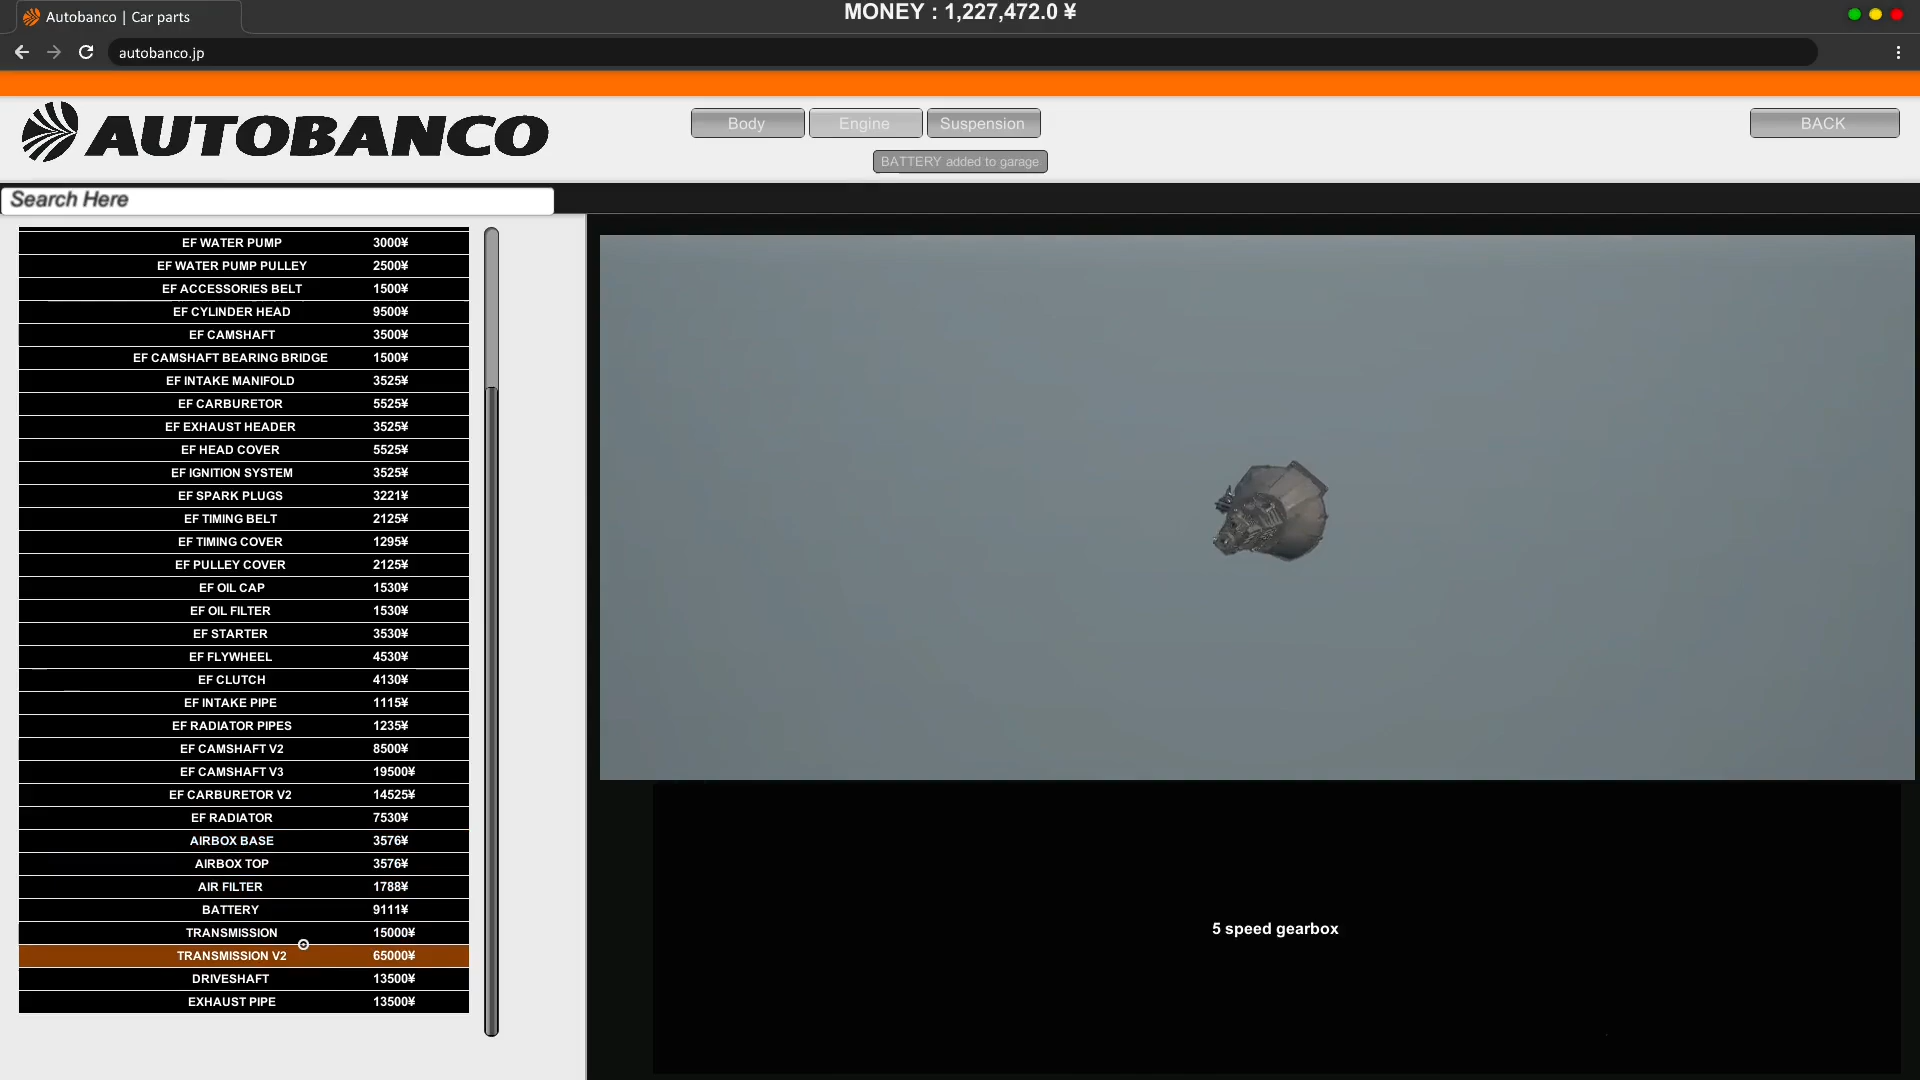 Autobanco | Car parts
MONEY : 1,227,472.0 ¥
autobanco.jp
AUTOBANCO
Body
Engine
Suspension
BACK
BATTERY added to garage
Search Here
EF WATER PUMP 3000¥
EF WATER PUMP PULLEY 2500¥
EF ACCESSORIES BELT 1500¥
EF CYLINDER HEAD 9500¥
EF CAMSHAFT 3500¥
EF CAMSHAFT BEARING BRIDGE 1500¥
EF INTAKE MANIFOLD 3525¥
EF CARBURETOR 5525¥
EF EXHAUST HEADER 3525¥
EF HEAD COVER 5525¥
EF IGNITION SYSTEM 3525¥
EF SPARK PLUGS 3221¥
EF TIMING BELT 2125¥
EF TIMING COVER 1295¥
EF PULLEY COVER 2125¥
EF OIL CAP 1530¥
EF OIL FILTER 1530¥
EF STARTER 3530¥
EF FLYWHEEL 4530¥
EF CLUTCH 4130¥
EF INTAKE PIPE 1115¥
EF RADIATOR PIPES 1235¥
EF CAMSHAFT V2 8500¥
EF CAMSHAFT V3 19500¥
EF CARBURETOR V2 14525¥
EF RADIATOR 7530¥
AIRBOX BASE 3576¥
AIRBOX TOP 3576¥
AIR FILTER 1788¥
BATTERY 9111¥
TRANSMISSION 15000¥
TRANSMISSION V2 65000¥
DRIVESHAFT 13500¥
EXHAUST PIPE 13500¥
5 speed gearbox